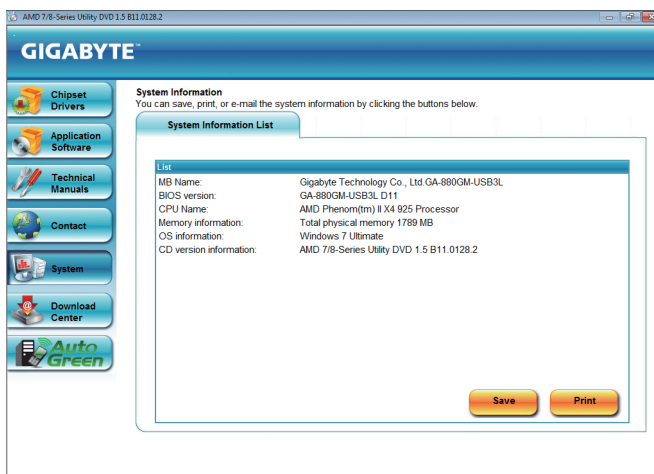 AMD 7/8-Series Utility DVD 1.5 B11.0128.2
GIGABYTE™
Chipset
Drivers
Application
Software
Technical
Manuals
Contact
System
Download
Center
Auto
Green
System Information
You can save, print, or e-mail the system information by clicking the buttons below.
System Information List
List
MB Name: Gigabyte Technology Co., Ltd.GA-880GM-USB3L
BIOS version: GA-880GM-USB3L D11
CPU Name: AMD Phenom(tm) II X4 925 Processor
Memory information: Total physical memory 1789 MB
OS information: Windows 7 Ultimate
CD version information: AMD 7/8-Series Utility DVD 1.5 B11.0128.2
Save Print